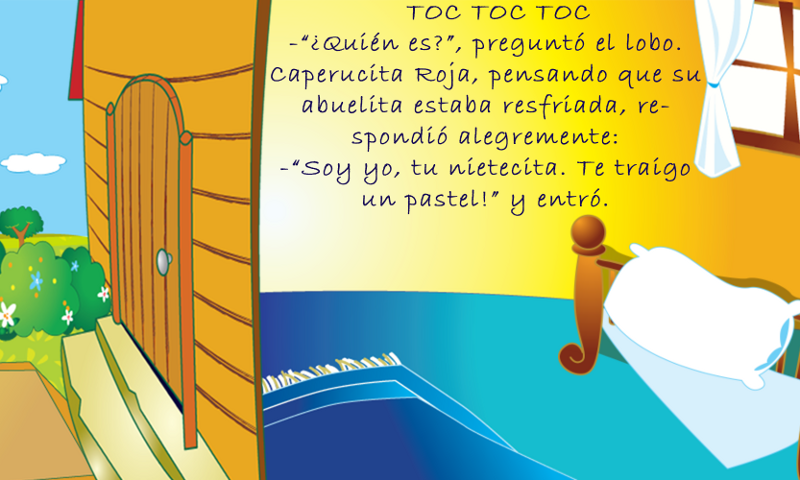 TOC TOC TOC
-“¿Quién es?”, preguntó el lobo.
Caperucita Roja, pensando que su
abuelita estaba resfriada, re-
spondió alegremente:
-“Soy yo, tu nietecita. Te traigo
un pastel!” y entró.